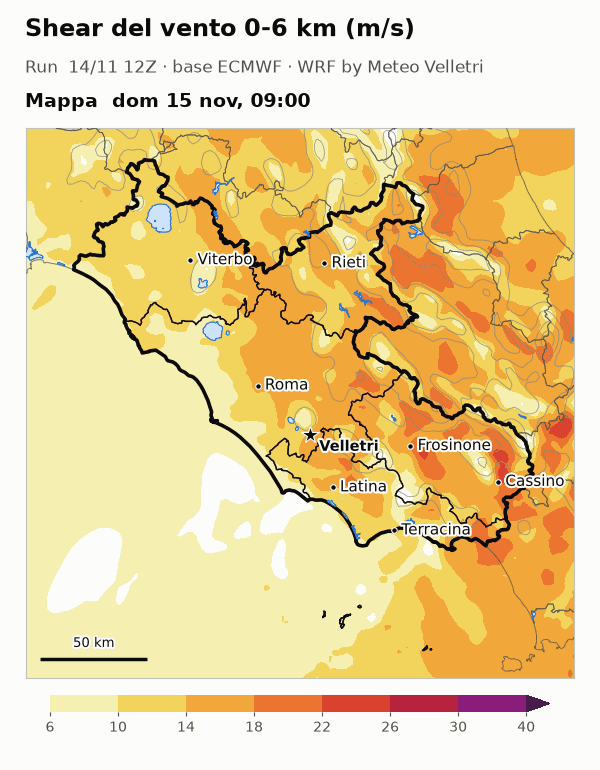 Shear del vento 0-6 km (m/s)
Run 14/11 12Z · base ECMWF · WRF by Meteo Velletri
Mappa dom 15 nov, 09:00
Viterbo
Rieti
Roma
Velletri
Frosinone
Latina
Cassino
Terracina
50 km
6 10 14 18 22 26 30 40